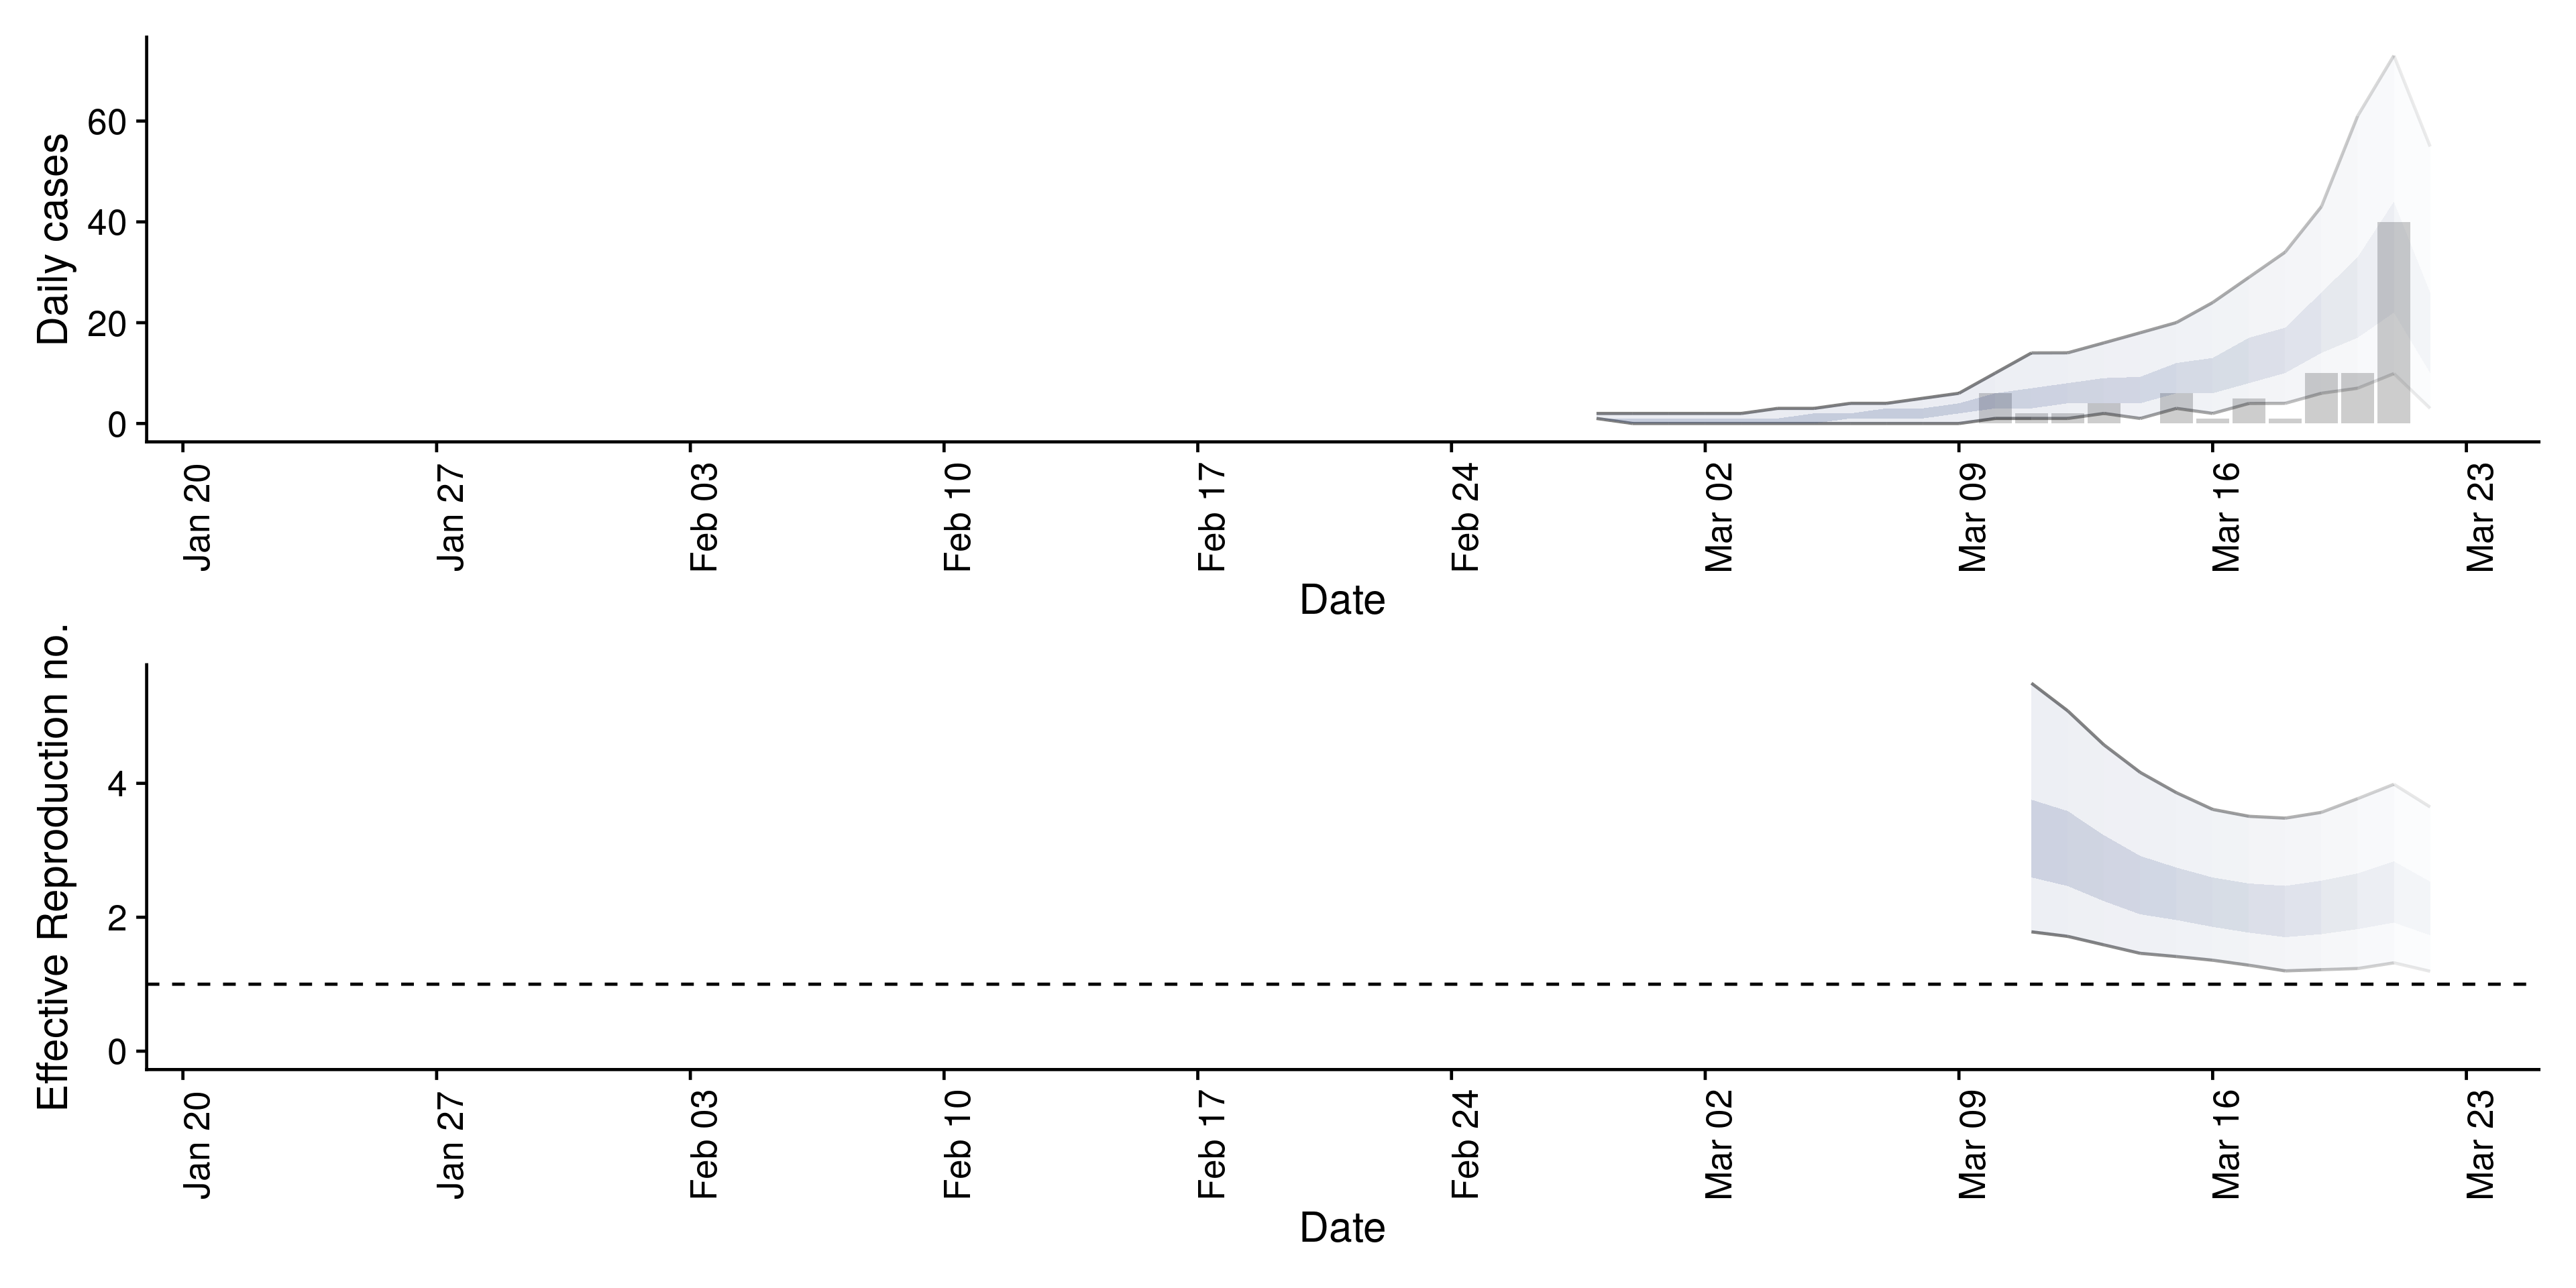 Daily cases
60
40
20
0
Jan 20
Jan 27
Feb 03
Feb 10
Feb 17
Feb 24
Mar 02
Mar 09
Mar 16
Mar 23
Date
Effective Reproduction no.
4
2
0
Jan 20
Jan 27
Feb 03
Feb 10
Feb 17
Feb 24
Mar 02
Mar 09
Mar 16
Mar 23
Date